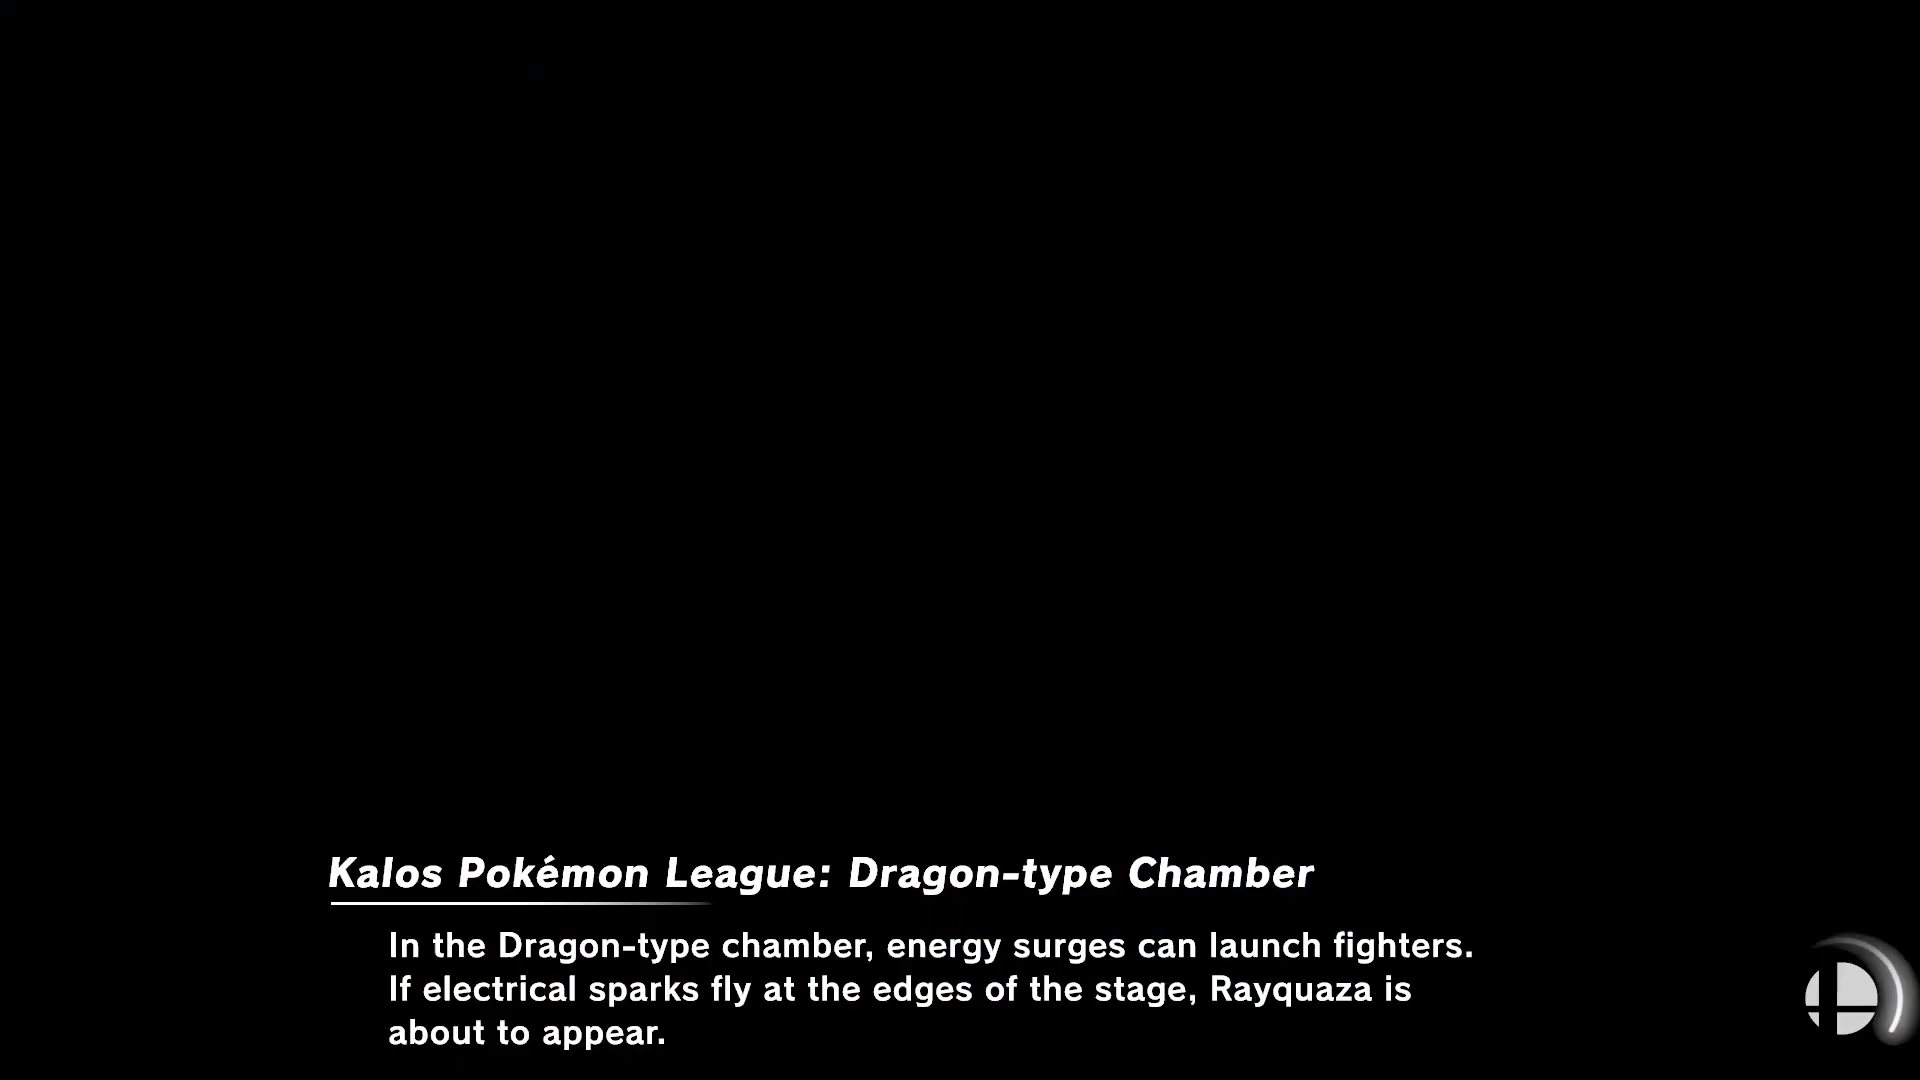 Kalos Pokémon League: Dragon-type Chamber
In the Dragon-type chamber, energy surges can launch fighters.
If electrical sparks fly at the edges of the stage, Rayquaza is
about to appear.